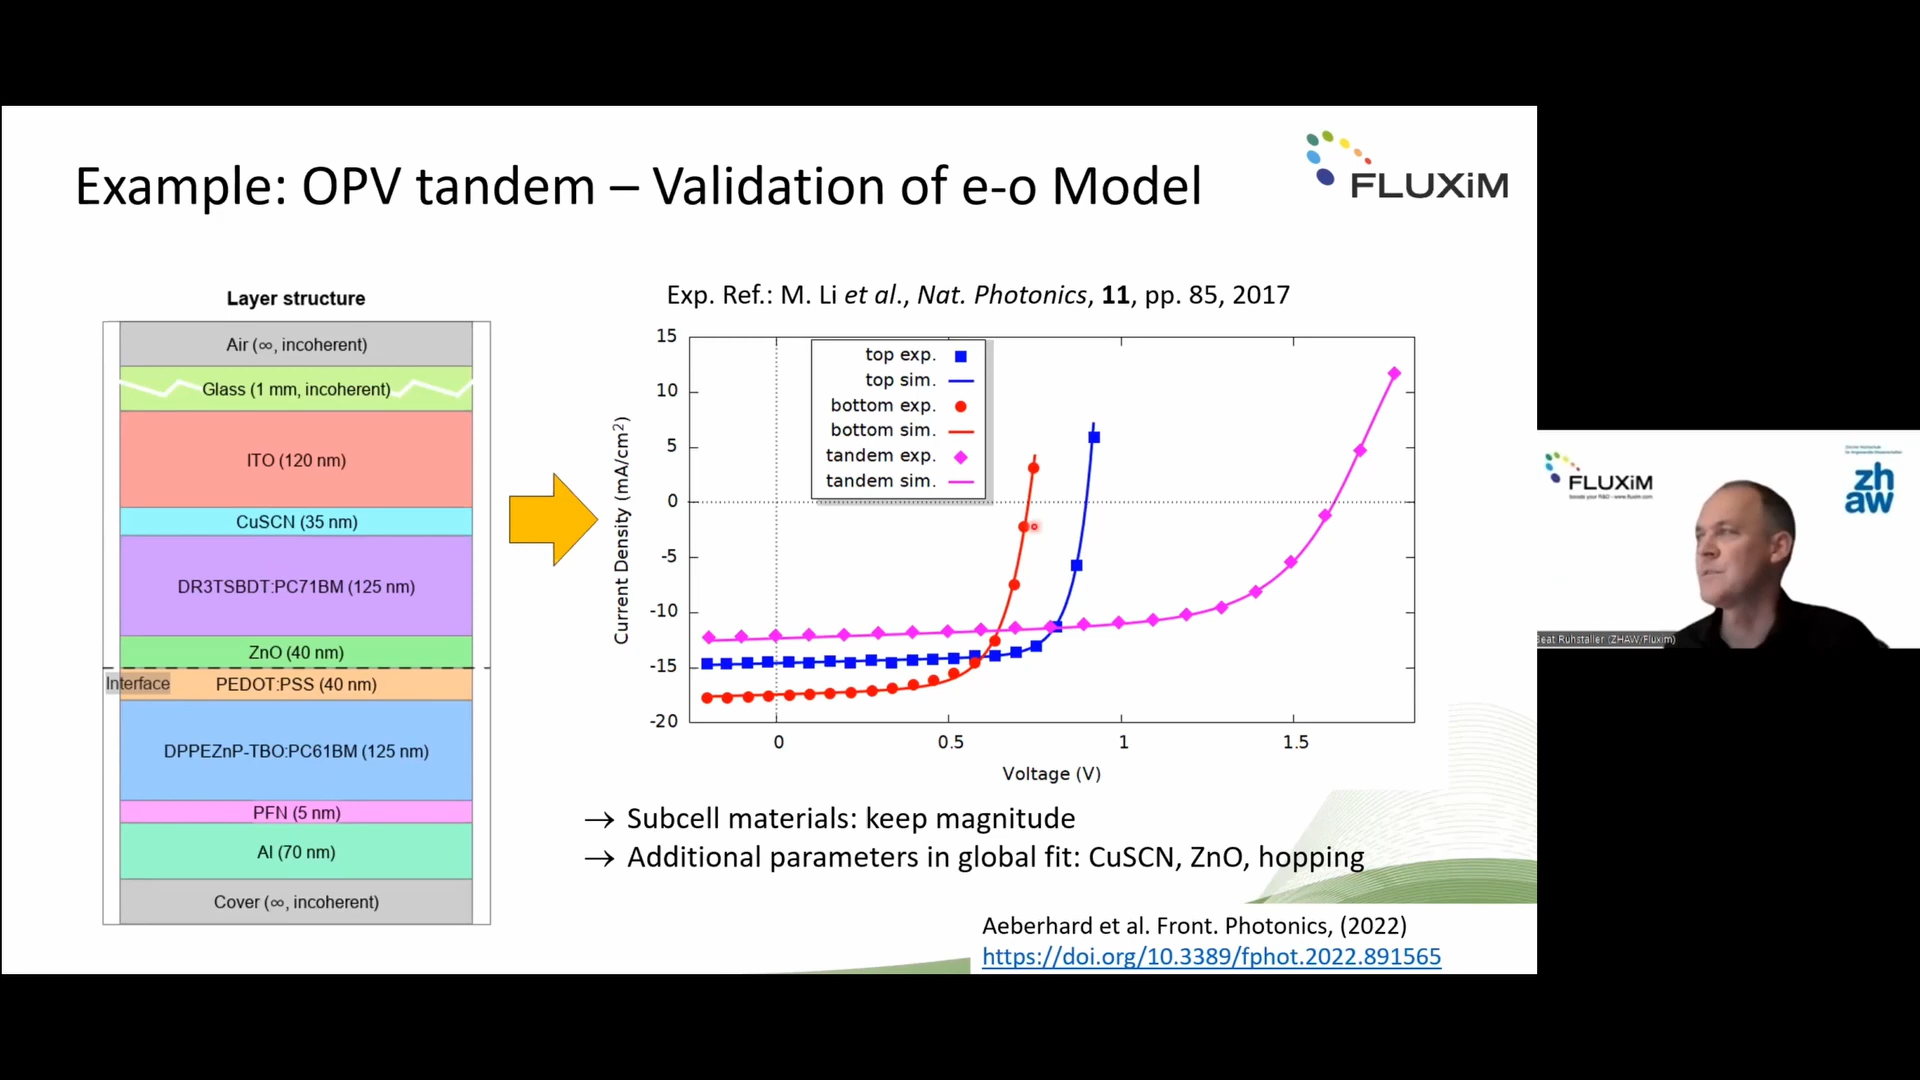 Example: OPV tandem – Validation of e-o Model
FLUXiM
Layer structure
Air (∞, incoherent)
Glass (1 mm, incoherent)
ITO (120 nm)
CuSCN (35 nm)
DR3TSBDT:PC71BM (125 nm)
ZnO (40 nm)
Interface
PEDOT:PSS (40 nm)
DPPEZnP-TBO:PC61BM (125 nm)
PFN (5 nm)
Al (70 nm)
Cover (∞, incoherent)
Exp. Ref.: M. Li et al., Nat. Photonics, 11, pp. 85, 2017
top exp.
top sim.
bottom exp.
bottom sim.
tandem exp.
tandem sim.
15
10
5
0
-5
-10
-15
-20
Current Density (mA/cm²)
0
0.5
1
1.5
Voltage (V)
→ Subcell materials: keep magnitude
→ Additional parameters in global fit: CuSCN, ZnO, hopping
Aeberhard et al. Front. Photonics, (2022)
https://doi.org/10.3389/fphot.2022.891565
FLUXiM
zh
aw
Beat Ruhstaller (ZHAW/Fluxim)